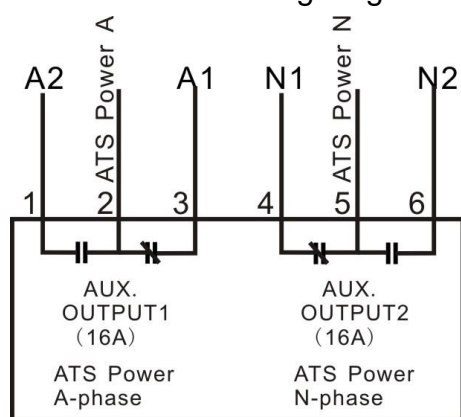 A2
ATS Power A
A1
N1
ATS Power N
N2
1
2
3
4
5
6
AUX.
OUTPUT1
(16A)
ATS Power
A-phase
AUX.
OUTPUT2
(16A)
ATS Power
N-phase